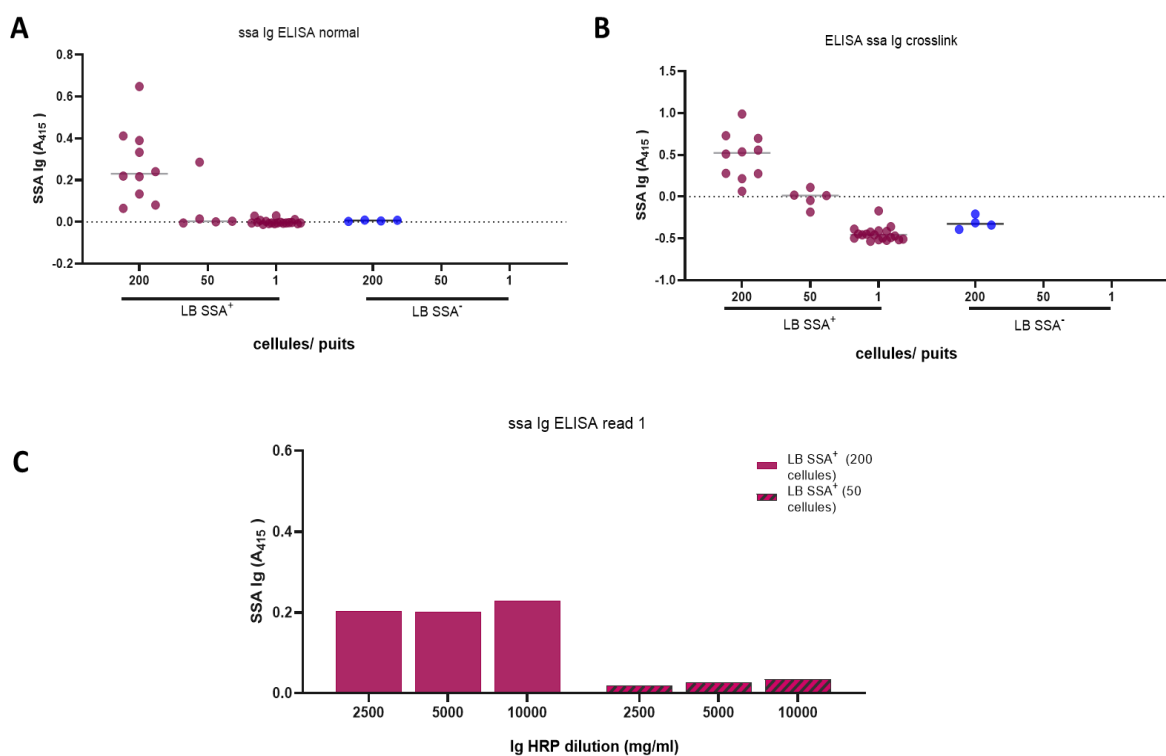 A
ssa Ig ELISA normal
SSA Ig (A415 )
0.8
0.6
0.4
0.2
0.0
-0.2
200 50 1 200 50 1
LB SSA+ LB SSA-
cellules/ puits
B
ELISA ssa Ig crosslink
SSA Ig (A415 )
1.5
1.0
0.5
0.0
-0.5
-1.0
200 50 1 200 50 1
LB SSA+ LB SSA-
cellules/ puits
C
ssa Ig ELISA read 1
SSA Ig (A415 )
0.6
0.4
0.2
0.0
LB SSA+ (200
cellules)
LB SSA+ (50
cellules)
2500 5000 10000 2500 5000 10000
Ig HRP dilution (mg/ml)